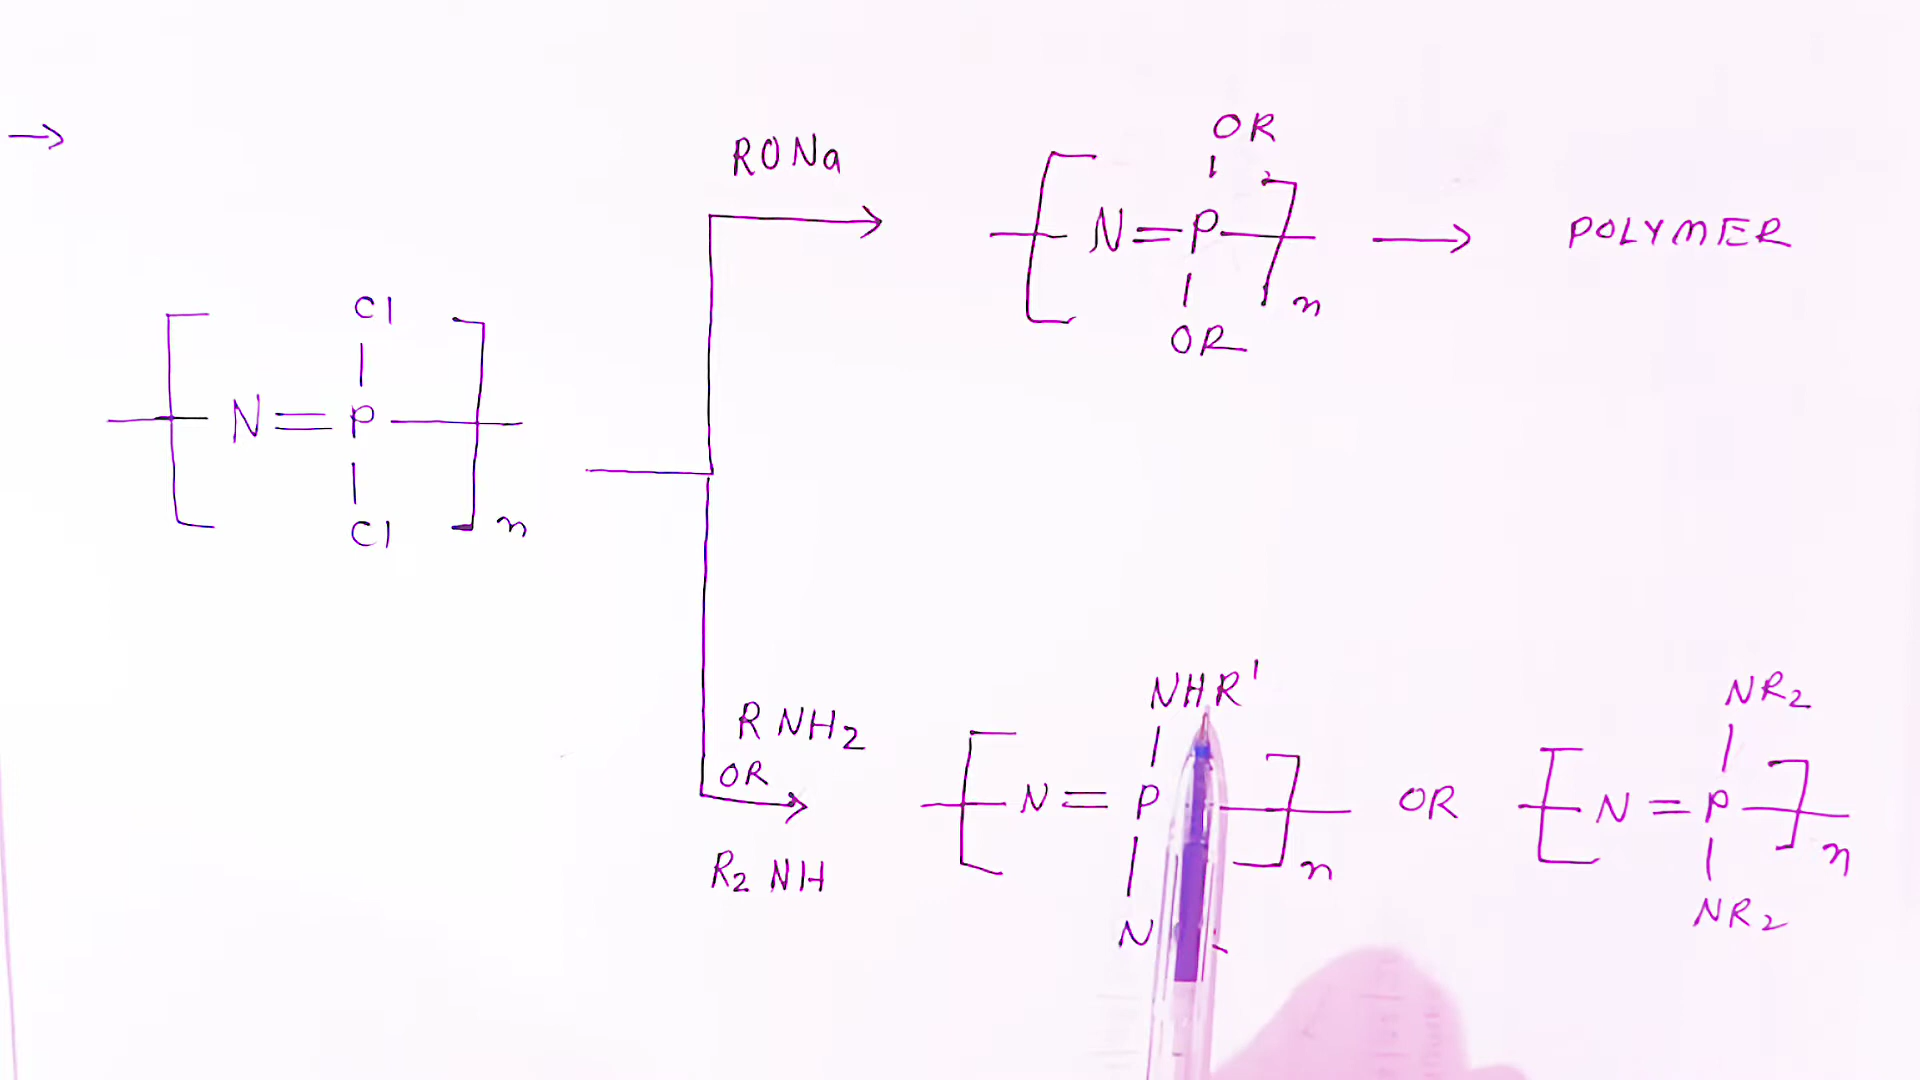 →
Cl
[ N = P ]n
Cl
RONa →
OR
[ N = P ]n → POLYMER
OR
RNH2
OR →
R2NH
NHR'
[ N = P ]n
N
OR
NR2
[ N = P ]n
NR2